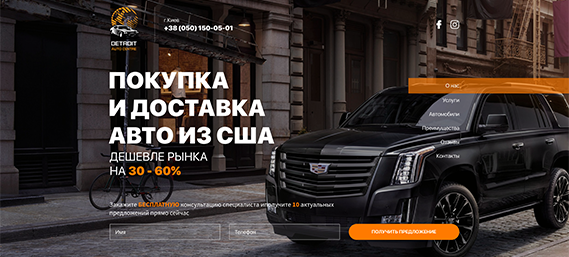 г.Киев
+38 (050) 150-05-01
DETROIT
AUTO CENTRE
ПОКУПКА
И ДОСТАВКА
АВТО ИЗ США
ДЕШЕВЛЕ РЫНКА
НА 30 - 60%
О нас
Услуги
Автомобили
Преимущества
Отзывы
Контакты
Закажите БЕСПЛАТНУЮ консультацию специалиста и получите 10 актуальных
предложений прямо сейчас
Имя
Телефон
ПОЛУЧИТЬ ПРЕДЛОЖЕНИЕ